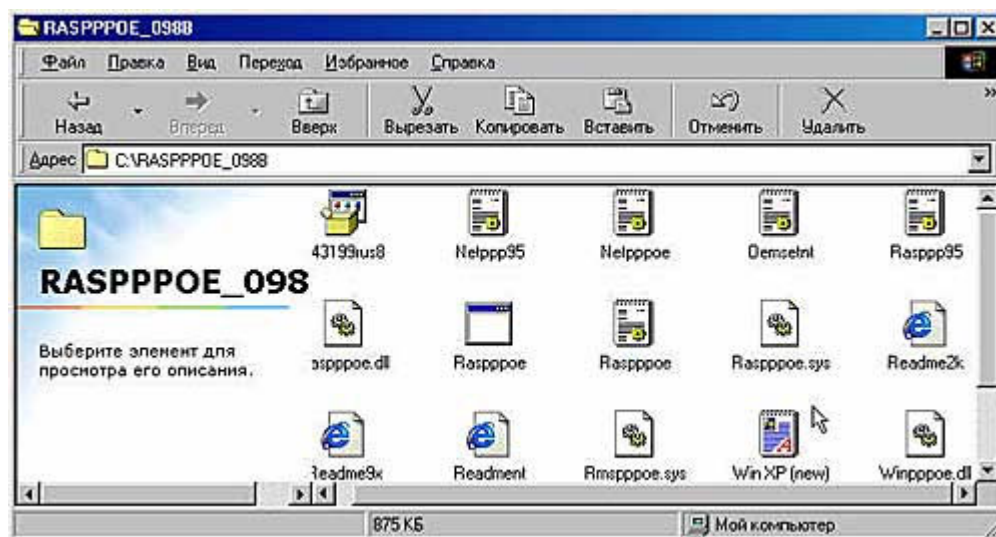 RASPPPOE_098B
Файл Правка Вид Переход Избранное Справка
Назад Вперед Вверх Вырезать Копировать Вставить Отменить Удалить
Адрес C:\RASPPPOE_098B
RASPPPOE_098
Выберите элемент для
просмотра его описания.
43199rus8 Netppp95 Netpppoe Oemsetnt Rasppp95
aspppoe.dll Raspppoe Raspppoe Raspppoe.sys Readme2k
Readme9x Readment Rmspppoe.sys Win XP (new) Winpppoe.dll
875 КБ Мой компьютер